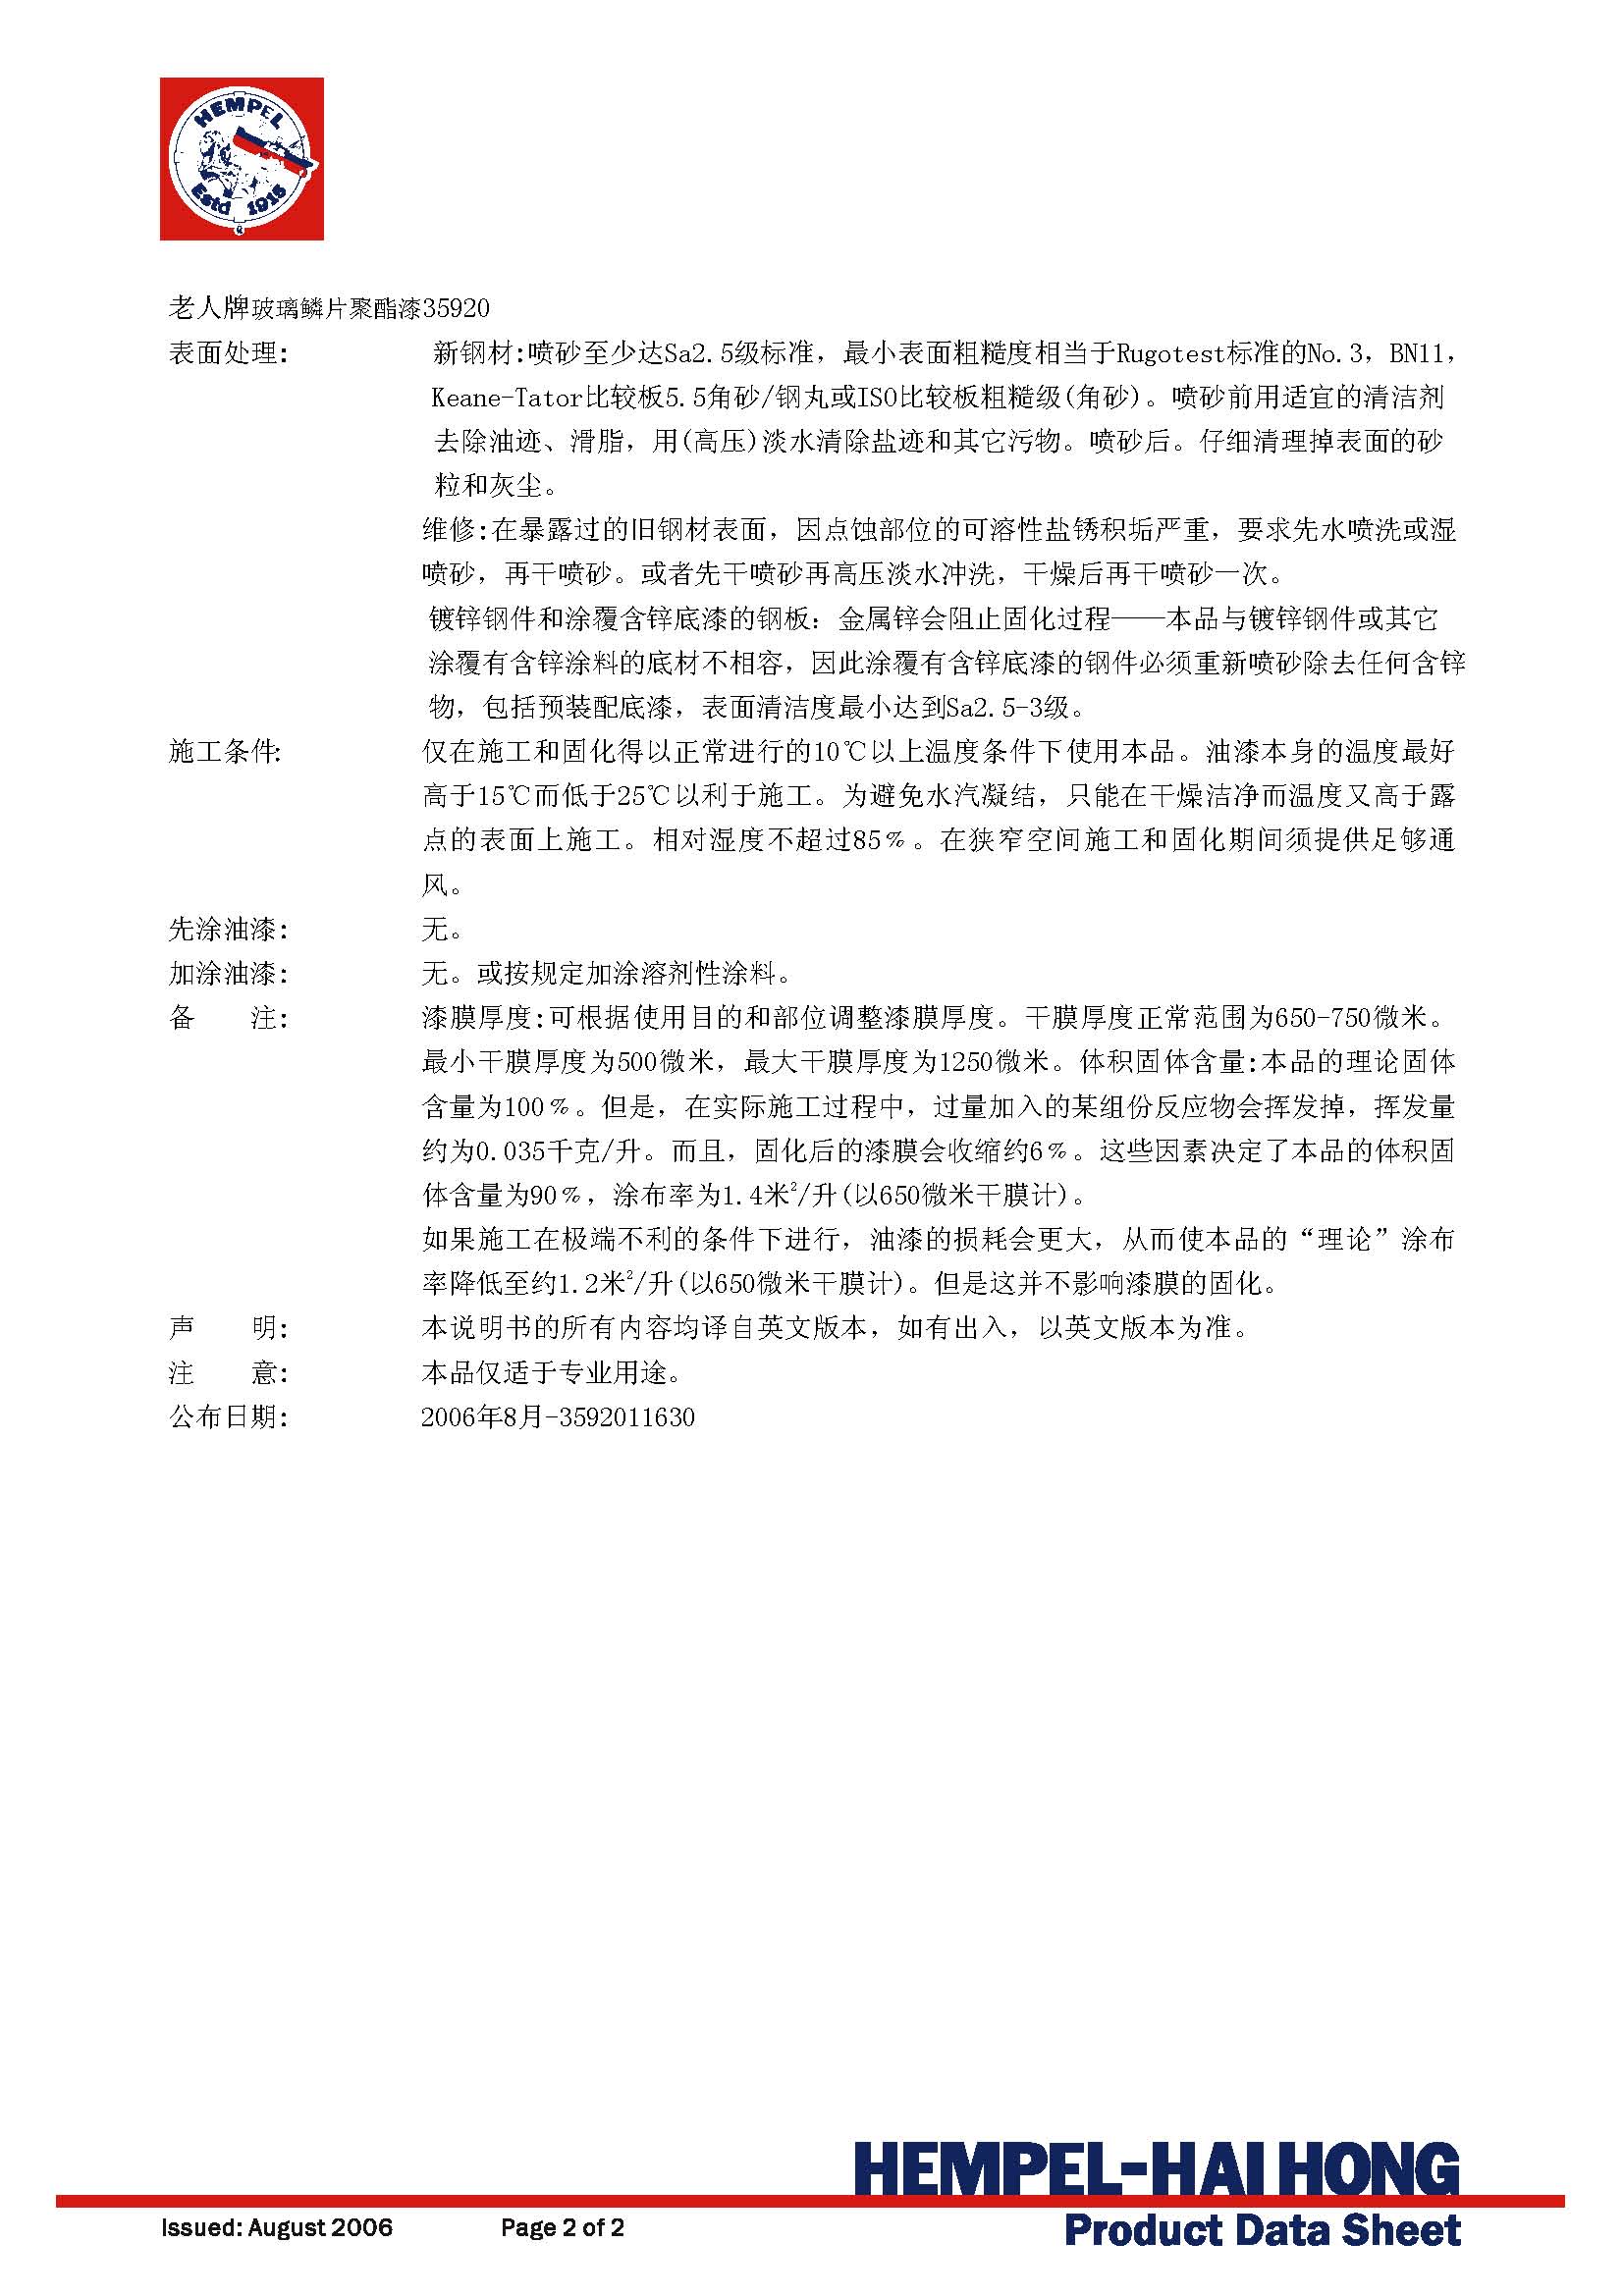 HEMPEL
Estd 1915
老人牌玻璃鳞片聚酯漆35920
表面处理: 新钢材:喷砂至少达Sa2.5级标准，最小表面粗糙度相当于Rugotest标准的No.3，BN11，
Keane-Tator比较板5.5角砂/钢丸或ISO比较板粗糙级(角砂)。喷砂前用适宜的清洁剂
去除油迹、滑脂，用(高压)淡水清除盐迹和其它污物。喷砂后。仔细清理掉表面的砂
粒和灰尘。
维修:在暴露过的旧钢材表面，因点蚀部位的可溶性盐锈积垢严重，要求先水喷洗或湿
喷砂，再干喷砂。或者先干喷砂再高压淡水冲洗，干燥后再干喷砂一次。
镀锌钢件和涂覆含锌底漆的钢板：金属锌会阻止固化过程——本品与镀锌钢件或其它
涂覆有含锌涂料的底材不相容，因此涂覆有含锌底漆的钢件必须重新喷砂除去任何含锌
物，包括预装配底漆，表面清洁度最小达到Sa2.5-3级。
施工条件: 仅在施工和固化得以正常进行的10℃以上温度条件下使用本品。油漆本身的温度最好
高于15℃而低于25℃以利于施工。为避免水汽凝结，只能在干燥洁净而温度又高于露
点的表面上施工。相对湿度不超过85％。在狭窄空间施工和固化期间须提供足够通
风。
先涂油漆: 无。
加涂油漆: 无。或按规定加涂溶剂性涂料。
备 注: 漆膜厚度:可根据使用目的和部位调整漆膜厚度。干膜厚度正常范围为650-750微米。
最小干膜厚度为500微米，最大干膜厚度为1250微米。体积固体含量:本品的理论固体
含量为100％。但是，在实际施工过程中，过量加入的某组份反应物会挥发掉，挥发量
约为0.035千克/升。而且，固化后的漆膜会收缩约6％。这些因素决定了本品的体积固
体含量为90％，涂布率为1.4米²/升(以650微米干膜计)。
如果施工在极端不利的条件下进行，油漆的损耗会更大，从而使本品的“理论”涂布
率降低至约1.2米²/升(以650微米干膜计)。但是这并不影响漆膜的固化。
声 明: 本说明书的所有内容均译自英文版本，如有出入，以英文版本为准。
注 意: 本品仅适于专业用途。
公布日期: 2006年8月-3592011630
HEMPEL-HAI HONG
Issued: August 2006 Page 2 of 2 Product Data Sheet